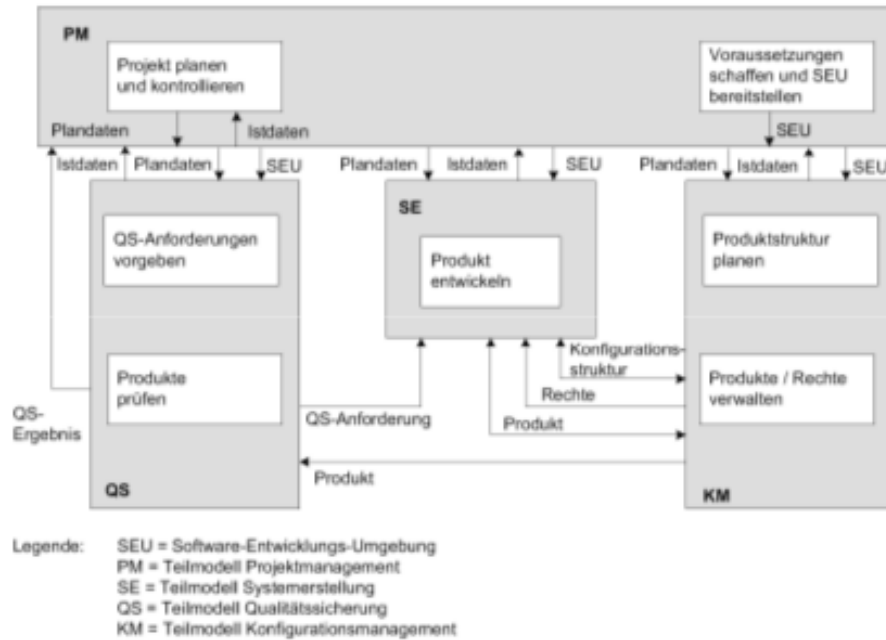 PM
Projekt planen
und kontrollieren
Voraussetzungen
schaffen und SEU
bereitstellen
Plandaten
Istdaten
SEU
Istdaten
Plandaten
SEU
Plandaten
Istdaten
SEU
Plandaten
Istdaten
SEU
QS-Anforderungen
vorgeben
SE
Produkt
entwickeln
Produktstruktur
planen
Produkte
prüfen
Konfigurations-
struktur
Rechte
Produkte / Rechte
verwalten
QS-
Ergebnis
QS-Anforderung
Produkt
Produkt
QS
KM
Legende: SEU = Software-Entwicklungs-Umgebung
PM = Teilmodell Projektmanagement
SE = Teilmodell Systemerstellung
QS = Teilmodell Qualitätssicherung
KM = Teilmodell Konfigurationsmanagement